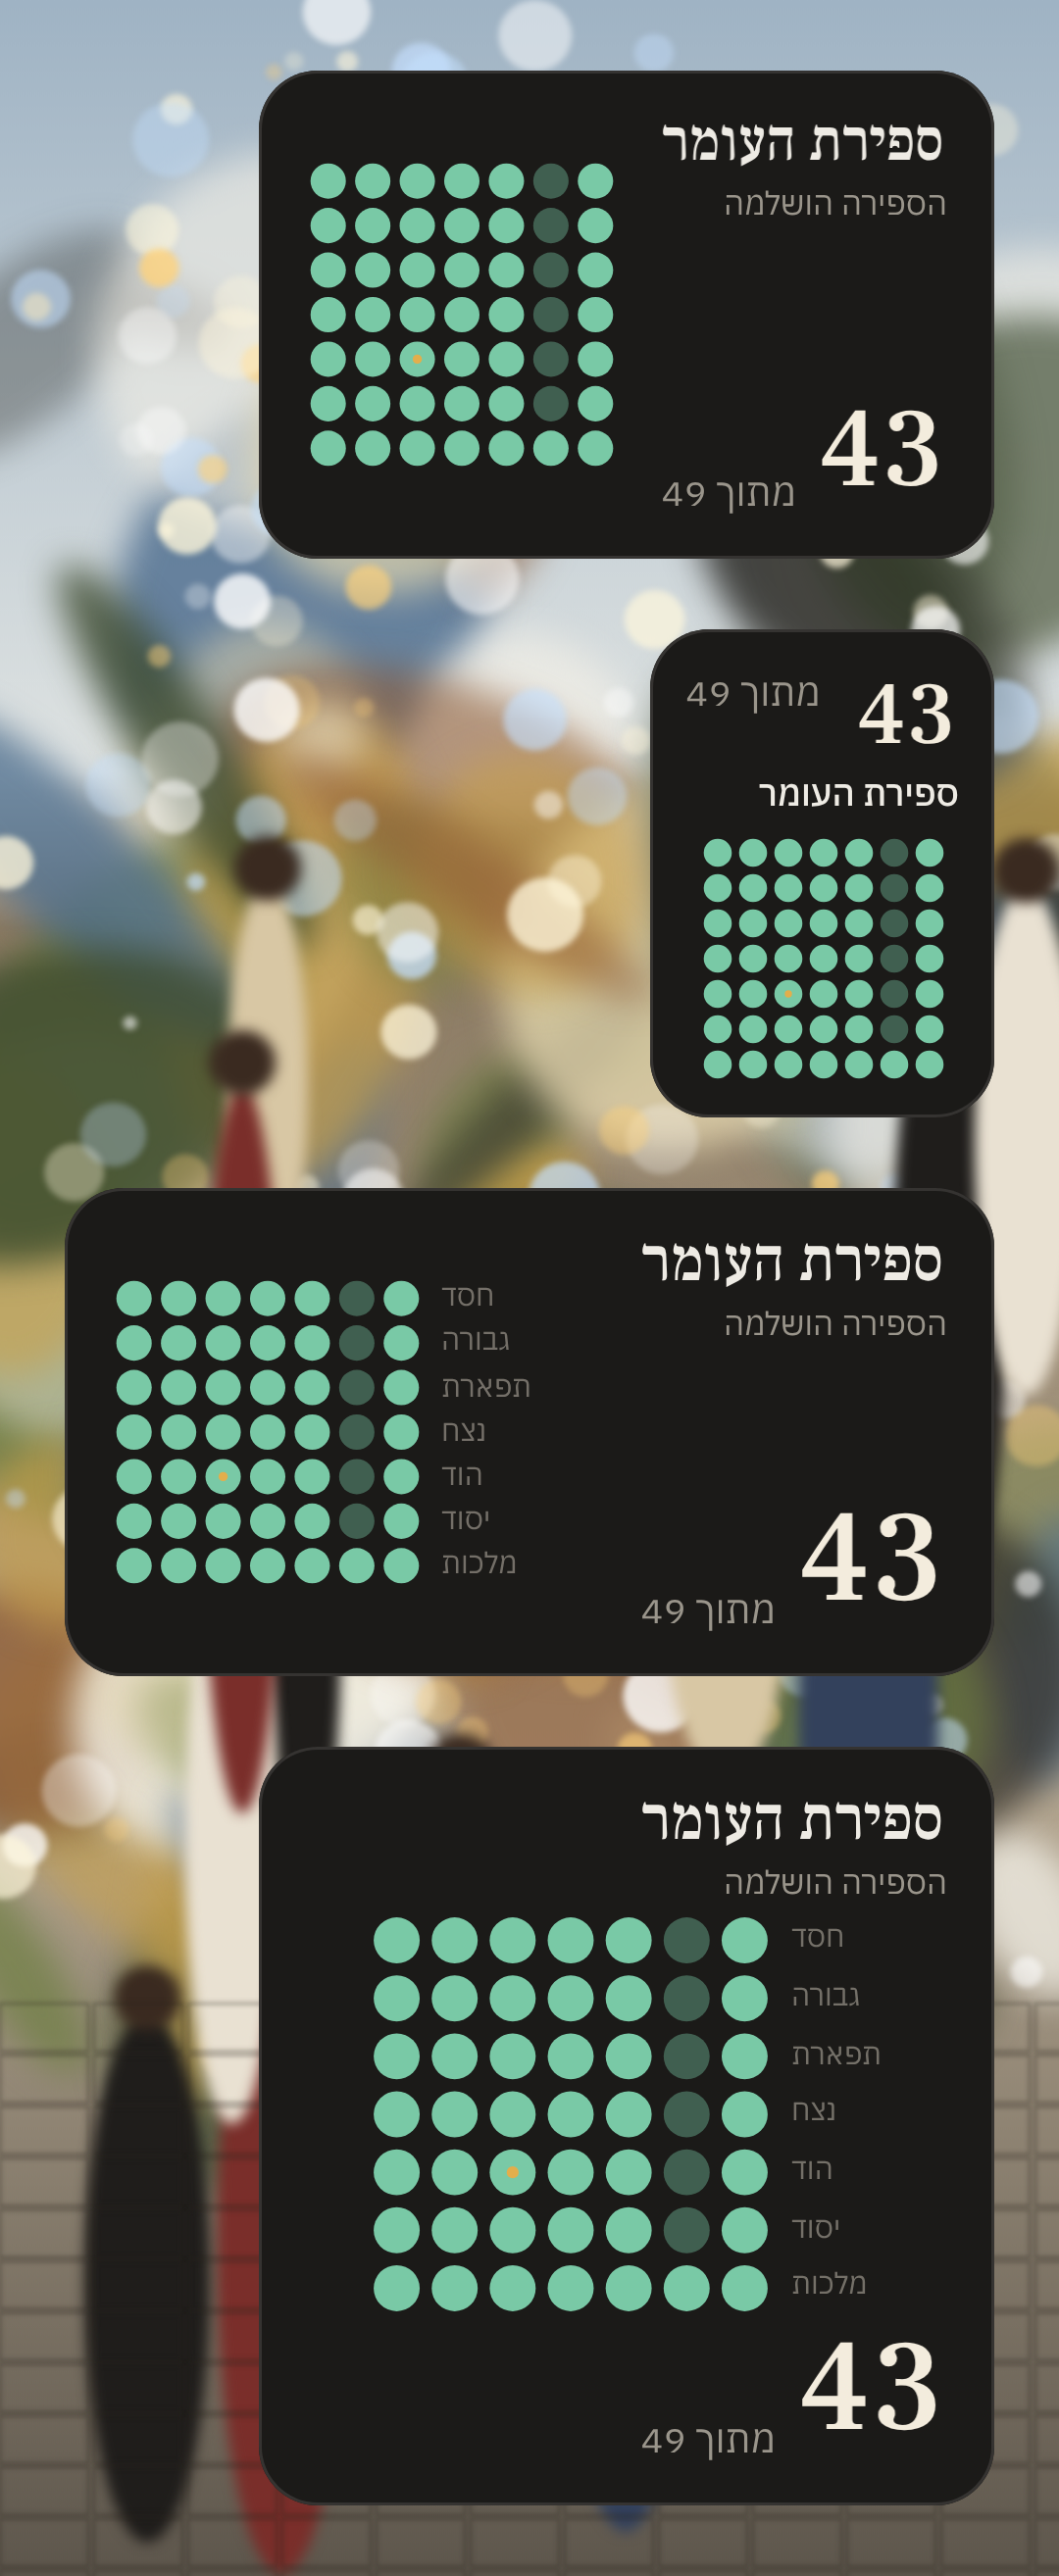 ספירת העומר
הספירה הושלמה
43 מתוך 49
43 מתוך 49
ספירת העומר
ספירת העומר
הספירה הושלמה
חסד
גבורה
תפארת
נצח
הוד
יסוד
מלכות
43 מתוך 49
ספירת העומר
הספירה הושלמה
חסד
גבורה
תפארת
נצח
הוד
יסוד
מלכות
43 מתוך 49